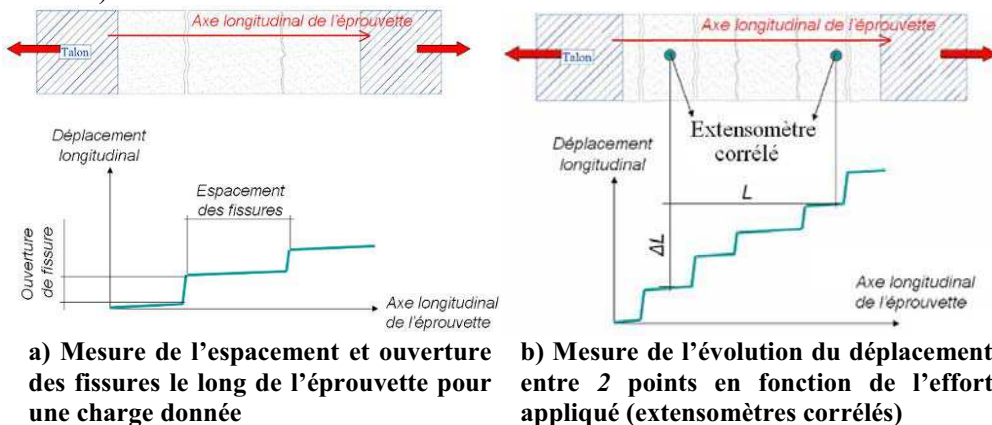 Axe longitudinal de l'éprouvette
Talon
Déplacement
longitudinal
Espacement
des fissures
Ouverture
de fissure
Axe longitudinal
de l'éprouvette
a) Mesure de l'espacement et ouverture
des fissures le long de l'éprouvette pour
une charge donnée
Axe longitudinal de l'éprouvette
Talon
Extensomètre
corrélé
Déplacement
longitudinal
L
ΔL
Axe longitudinal
de l'éprouvette
b) Mesure de l'évolution du déplacement
entre 2 points en fonction de l'effort
appliqué (extensomètres corrélés)